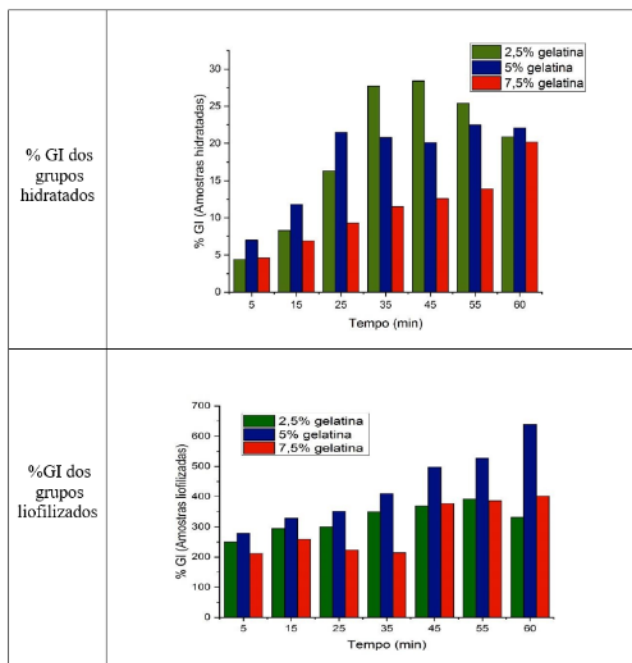 % GI dos
grupos
hidratados
% GI (Amostras hidratadas)
30
25
20
15
10
5
0
2,5% gelatina
5% gelatina
7,5% gelatina
5 15 25 35 45 55 60
Tempo (min)
%GI dos
grupos
liofilizados
% GI (Amostras liofilizadas)
700
600
500
400
300
200
100
0
2,5% gelatina
5% gelatina
7,5% gelatina
5 15 25 35 45 55 60
Tempo (min)